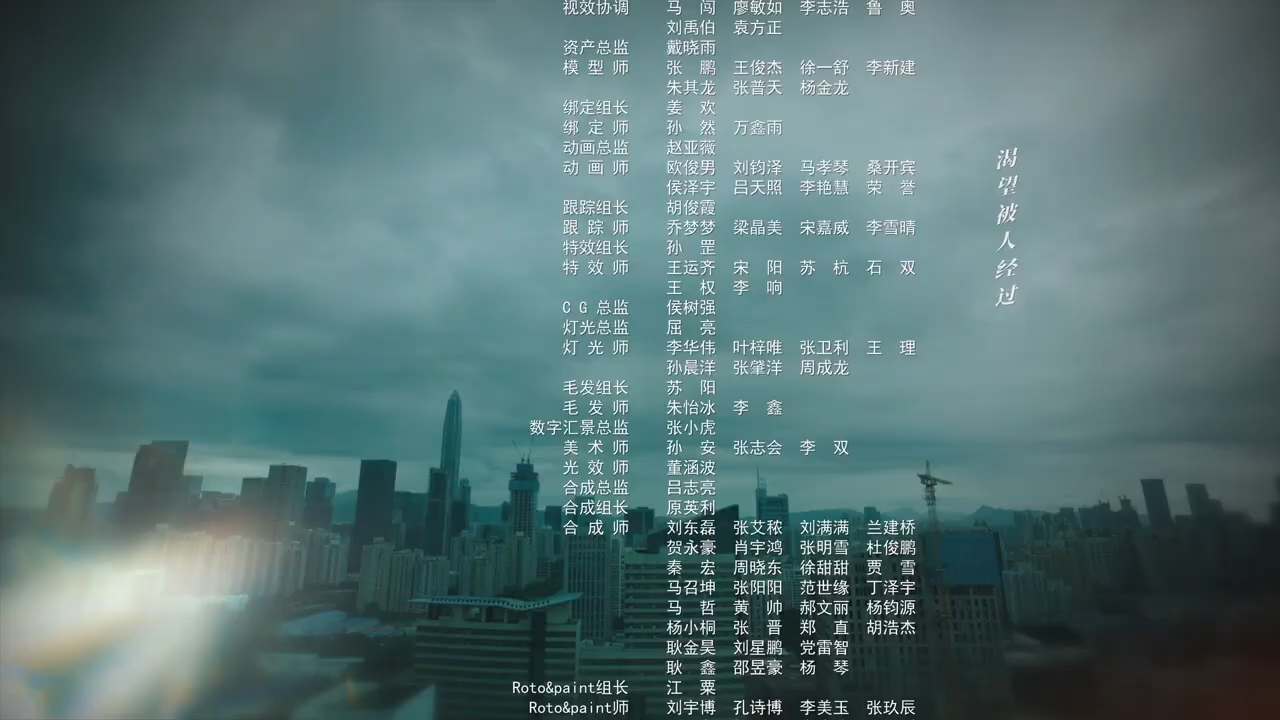 视效协调 马 闯 廖敏如 李志浩 鲁 奥
刘禹伯 袁方正
资产总监 戴晓雨
模 型 师 张 鹏 王俊杰 徐一舒 李新建
朱其龙 张普天 杨金龙
绑定组长 姜 欢
绑 定 师 孙 然 万鑫雨
动画总监 赵亚薇
动 画 师 欧俊男 刘钧泽 马孝琴 桑开宾
侯泽宇 吕天照 李艳慧 荣 誉
跟踪组长 胡俊霞
跟 踪 师 乔梦梦 梁晶美 宋嘉威 李雪晴
特效组长 孙 罡
特 效 师 王运齐 宋 阳 苏 杭 石 双
王 权 李 响
CG 总监 侯树强
灯光总监 屈 亮
灯 光 师 李华伟 叶梓唯 张卫利 王 理
孙晨洋 张肇洋 周成龙
毛发组长 苏 阳
毛 发 师 朱怡冰 李 鑫
数字汇景总监 张小虎
美 术 师 孙 安 张志会 李 双
光 效 师 董涵波
合成总监 吕志亮
合成组长 原英利
合 成 师 刘东磊 张艾秾 刘满满 兰建桥
贺永豪 肖宇鸿 张明雪 杜俊鹏
秦 宏 周晓东 徐甜甜 贾 雪
马召坤 张阳阳 范世缘 丁泽宇
马 哲 黄 帅 郝文丽 杨钧源
杨小桐 张 晋 郑 直 胡浩杰
耿金昊 刘星鹏 党雷智
耿 鑫 邵昱豪 杨 琴
Roto&paint组长 江 粟
Roto&paint师 刘宇博 孔诗博 李美玉 张玖辰
渴望被人经过